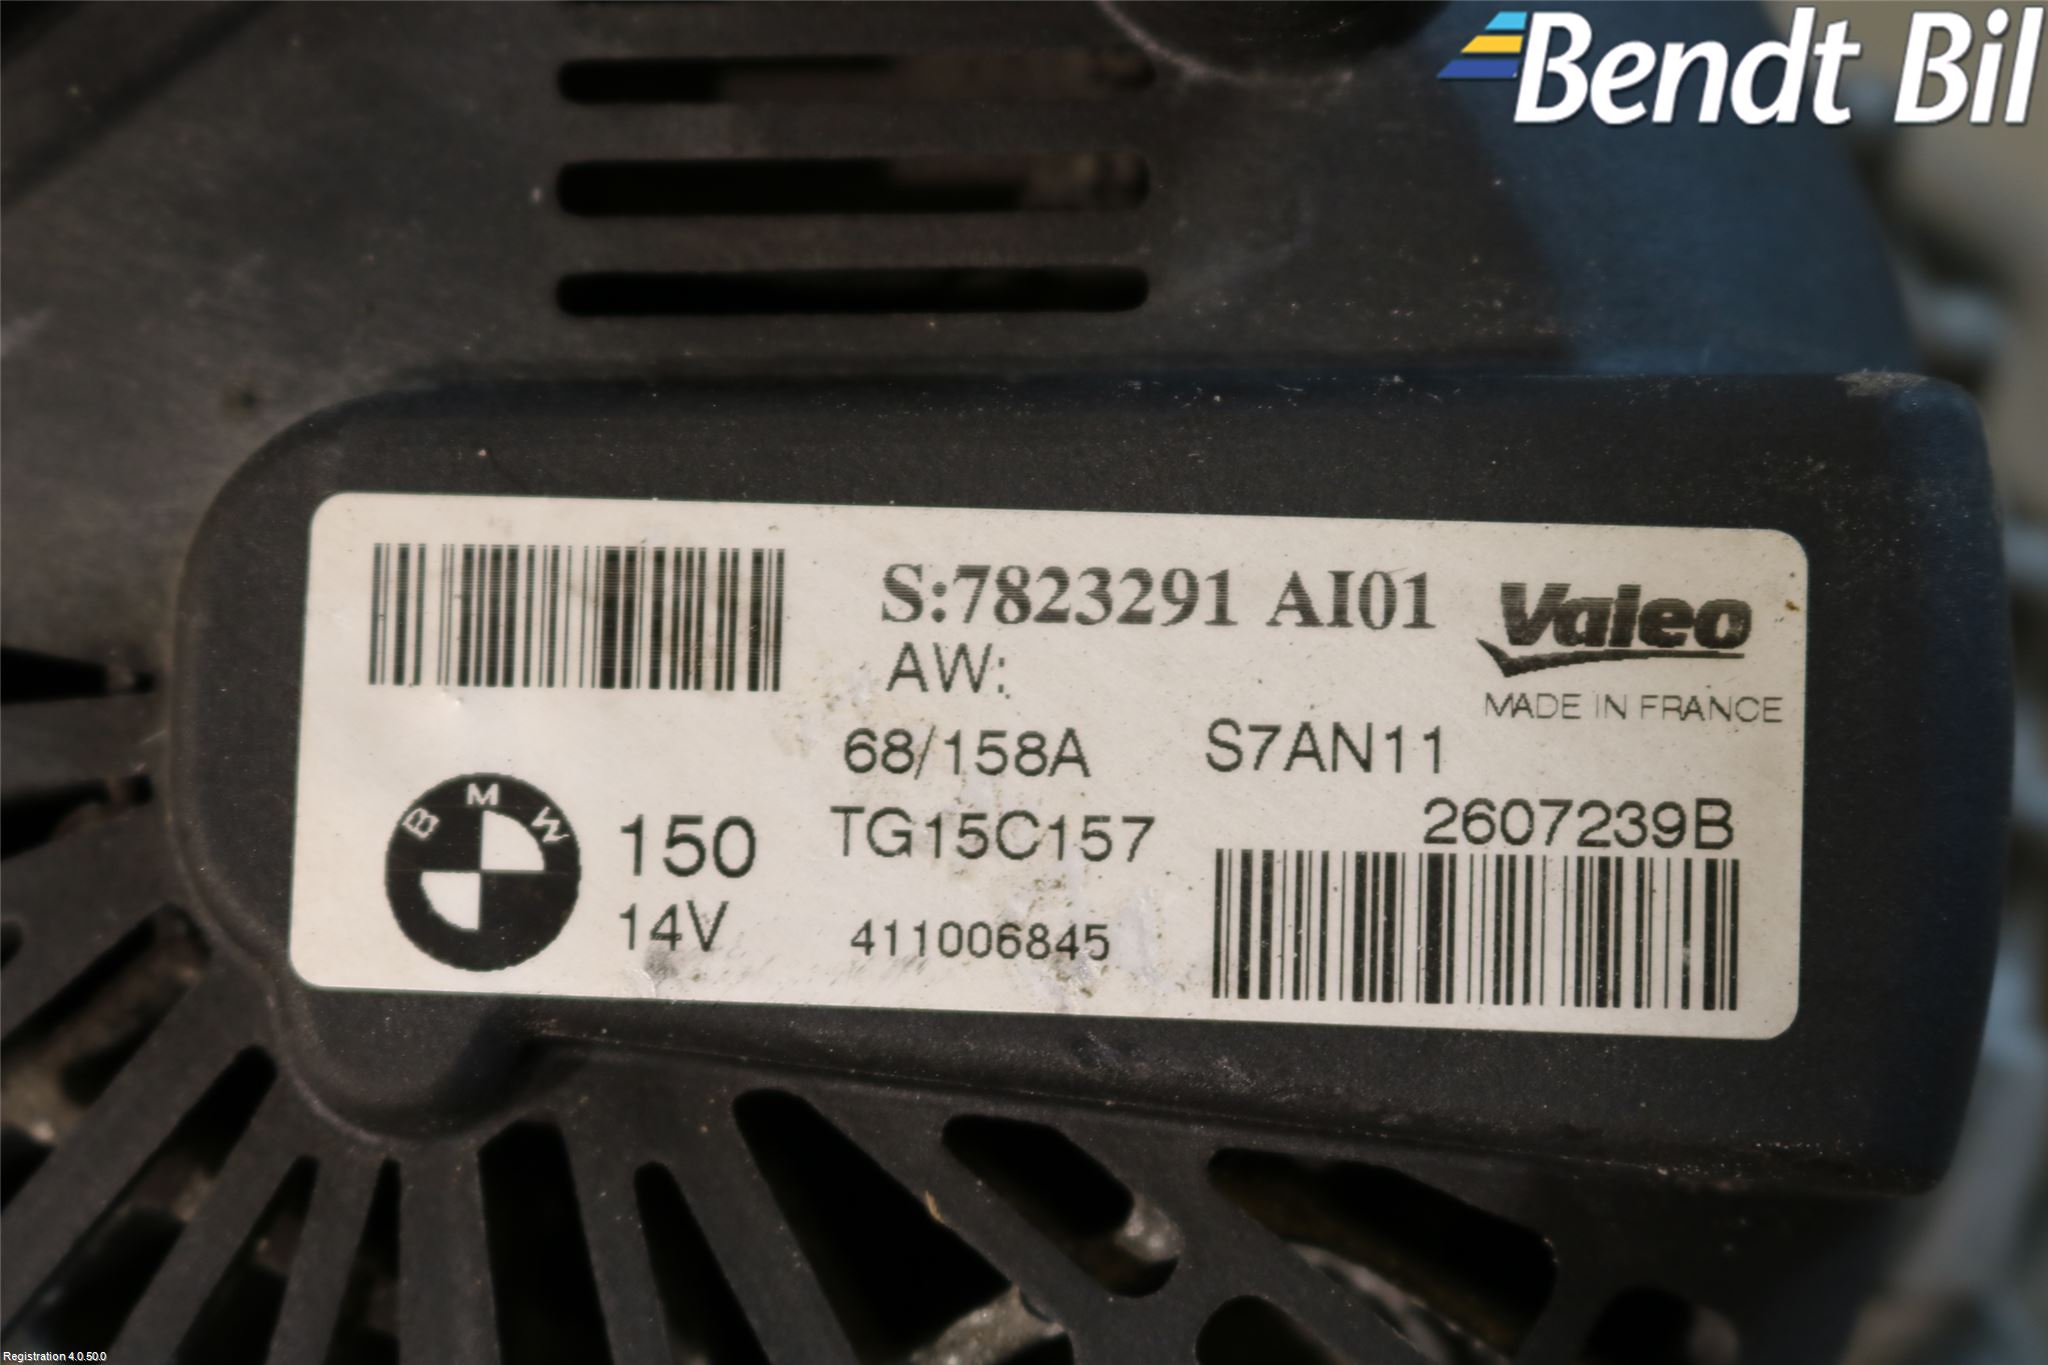 Bendt Bil
S:7823291 AI01
Valeo
AW:
MADE IN FRANCE
68/158A S7AN11
BMW
150 TG15C157 2607239B
14V 411006845
Registration 4.0.50.0